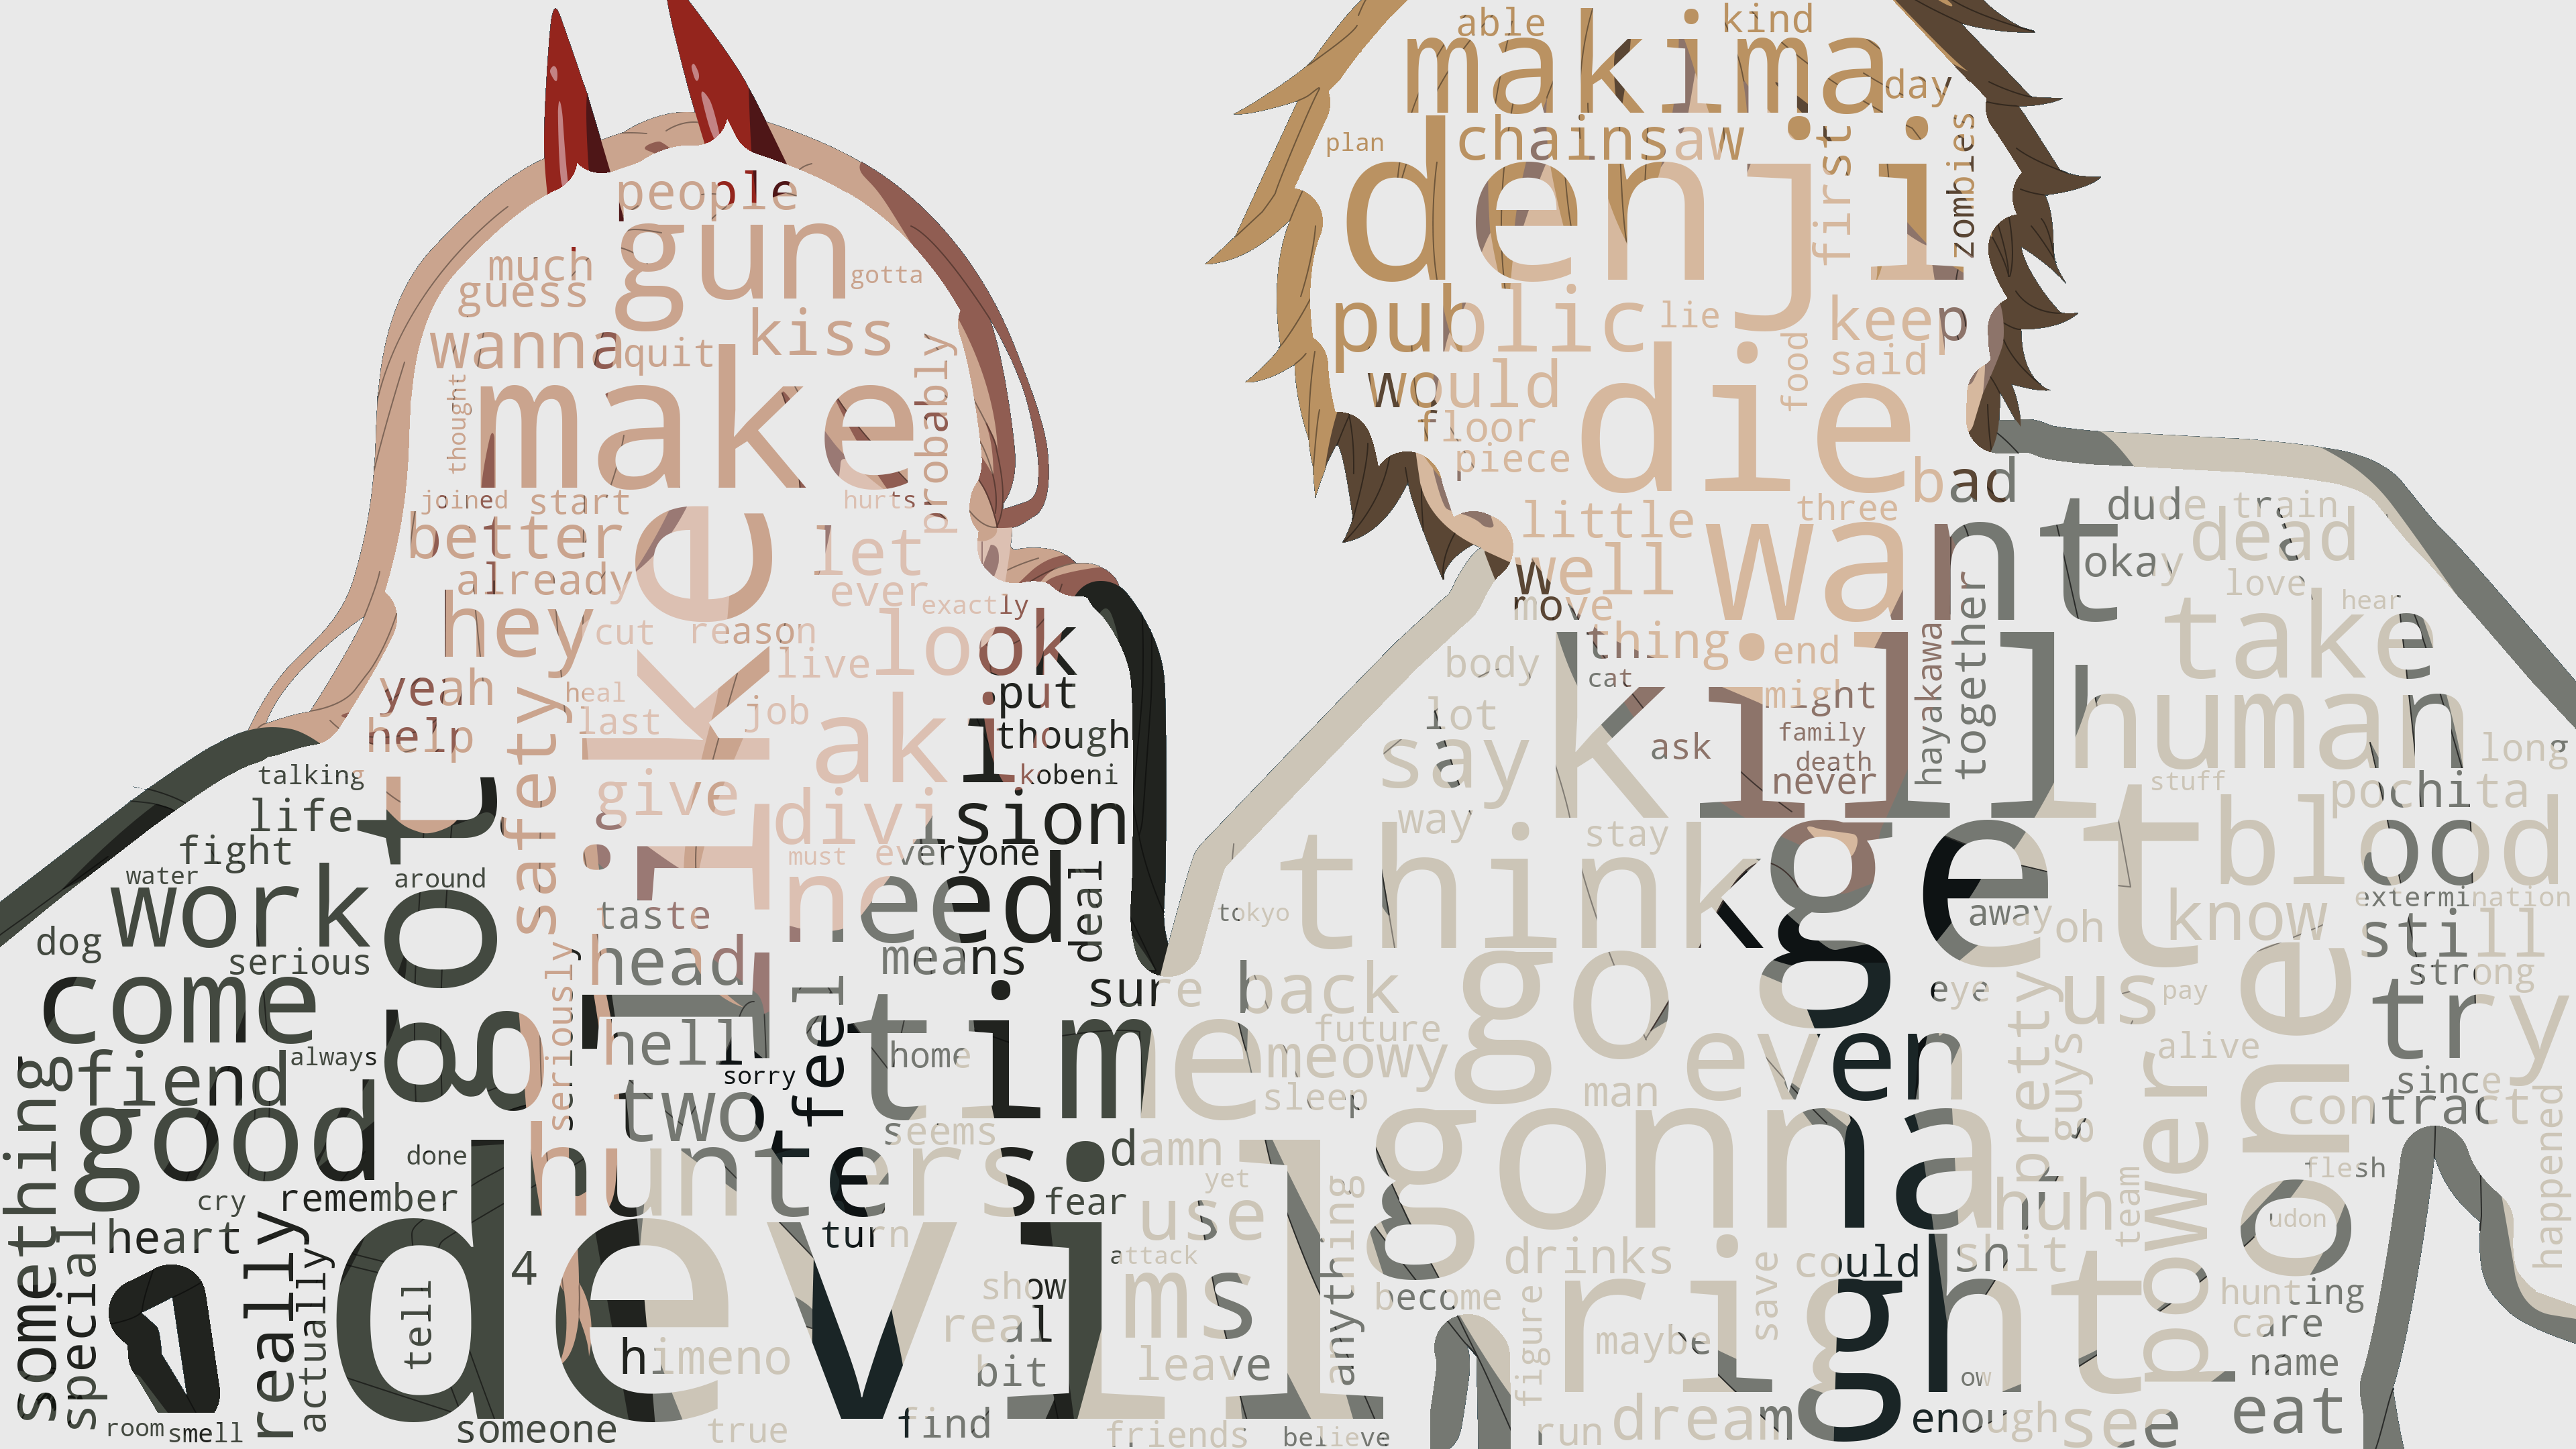 able
kind
makima
day
plan
chainsaw
first
zombies
denji
people
gun
much
guess
gotta
wanna
quit
kiss
public
lie
keep
food
said
would
floor
piece
die
bad
thought
make
probably
joined
start
hurts
better
already
let
ever
exactly
little
three
well
want
move
dude
train
dead
okay
a
love
hear
take
hey
cut
reason
look
live
like
yeah
help
safety
heal
last
job
put
aki
though
kobeni
thing
end
body
cat
might
lot
say
kill
ask
family
death
never
hayakawa
together
human
long
stuff
pochita
talking
life
fight
water
work
got
around
give
division
must
everyone
need
deal
way
stay
think
get
blood
tokyo
away
oh
know
extermination
still
strong
dog
serious
come
taste
head
means
seriously
feel
hell
time
sure
back
future
meowy
sleep
go
even
eye
pretty
us
pay
guys
alive
one
try
since
contract
man
fiend
always
good
something
special
home
sorry
two
seems
hunters
damn
yet
use
fear
done
cry
remember
heart
really
actually
tell
devil
4
himeno
turn
attack
show
real
bit
ms
leave
anything
gonna
huh
team
power
udon
flesh
happened
drinks
could
shit
become
figure
save
right
maybe
hunting
care
name
eat
ow
room
smell
someone
true
find
friends
believe
run
dream
enough
see